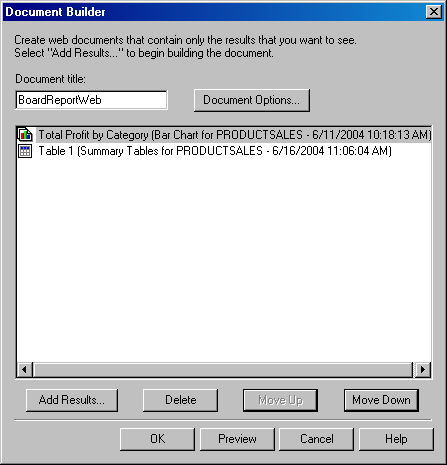 Document Builder
Create web documents that contain only the results that you want to see.
Select "Add Results..." to begin building the document.
Document title:
BoardReportWeb
Document Options...
Total Profit by Category (Bar Chart for PRODUCTSALES - 6/11/2004 10:18:13 AM)
Table 1 (Summary Tables for PRODUCTSALES - 6/16/2004 11:06:04 AM)
Add Results... Delete Move Up Move Down
OK Preview Cancel Help